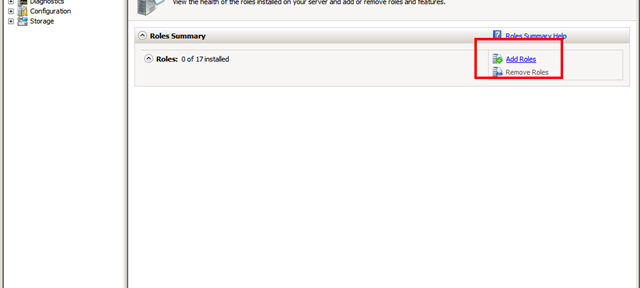 View the health of the roles installed on your server and add or remove roles and features.
Diagnostics
Configuration
Storage
Roles Summary
Roles Summary Help
Roles: 0 of 17 installed
Add Roles
Remove Roles